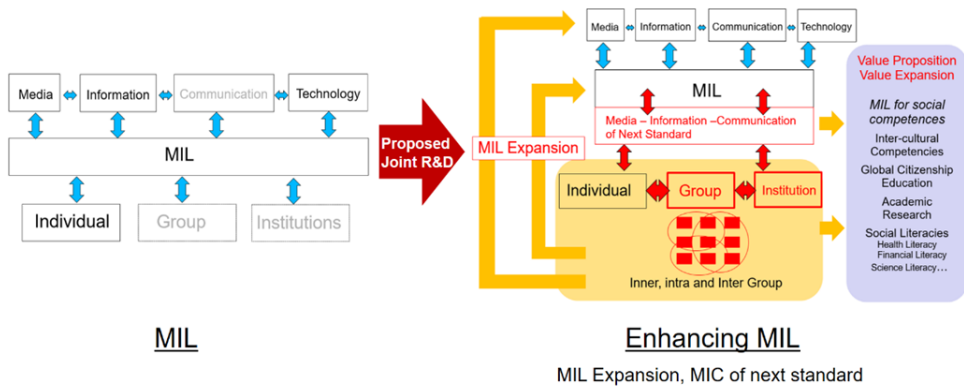 Media
Information
Communication
Technology
MIL
Individual
Group
Institutions
MIL
Proposed
Joint R&D
MIL Expansion
Media
Information
Communication
Technology
MIL
Media – Information –Communication
of Next Standard
Individual
Group
Institution
Inner, intra and Inter Group
Value Proposition
Value Expansion
MIL for social
competences
Inter-cultural
Competencies
Global Citizenship
Education
Academic
Research
Social Literacies
Health Literacy
Financial Literacy
Science Literacy…
Enhancing MIL
MIL Expansion, MIC of next standard